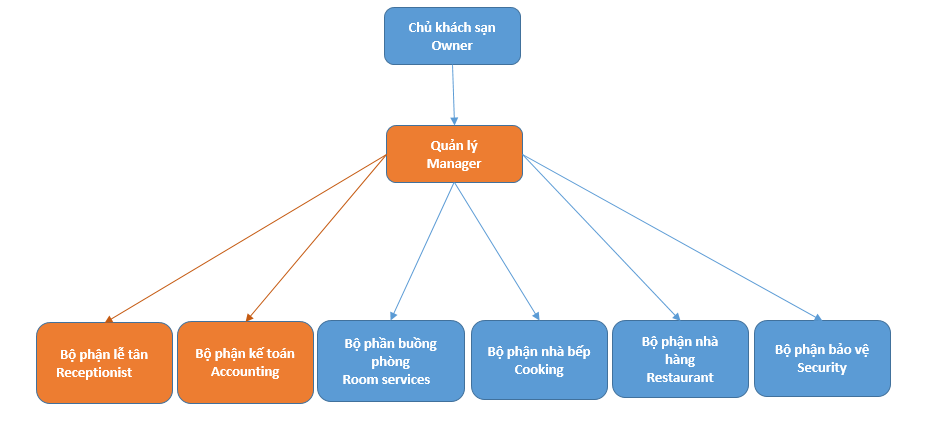 Chủ khách sạn
Owner
Quản lý
Manager
Bộ phận lễ tân
Receptionist
Bộ phận kế toán
Accounting
Bộ phần buồng
phòng
Room services
Bộ phận nhà bếp
Cooking
Bộ phận nhà
hàng
Restaurant
Bộ phận bảo vệ
Security